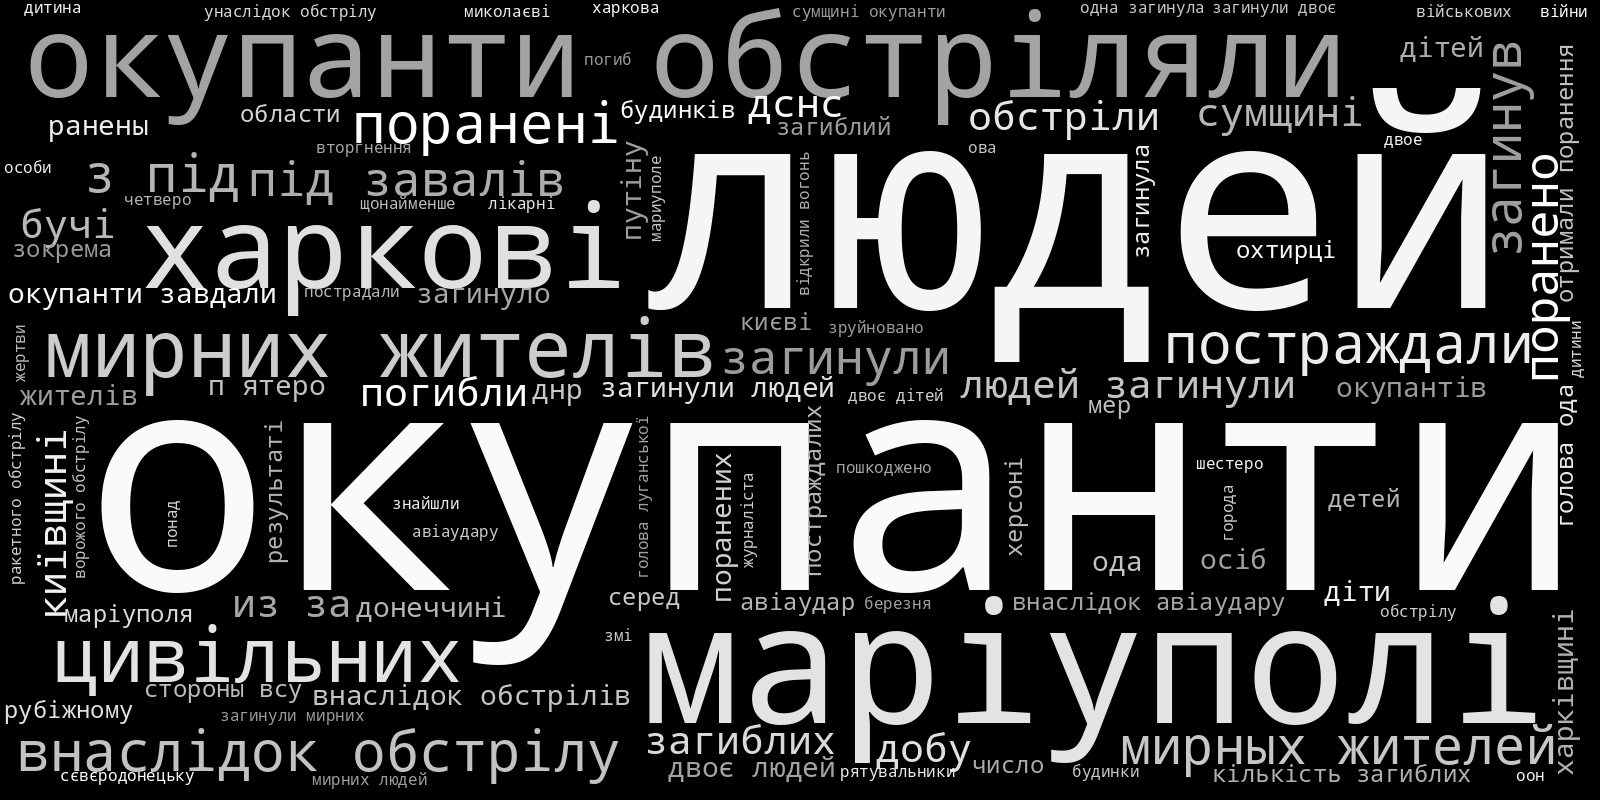 дитина
унаслідок обстрілу
миколаєві
харкова
сумщині окупанти
одна загинула
загинули двоє
військових
війни
окупанти
обстріляли
погиб
дітей
загинув
отримали поранення
ранены
области
поранені
будинків
дснс
загиблий
обстріли
сумщині
двое
особи
вторгнення
ова
з під
під завалів
путіну
мариуполе
людей
відкрили вогонь
загинула
поранено
четверо
щонайменше
лікарні
бучі
зокрема
харкові
охтирці
окупанти завдали
пострадали
загинуло
жертви
мирних жителів
києві
зруйновано
загинули
постраждали
дитини
жителів
п ятеро
погибли
днр
загинули людей
двоє дітей
людей загинули
мер
окупантів
голова ода
ракетного обстрілу
київщині
ворожого обстрілу
окупанти
понад
результаті
знайшли
авіаудару
голова луганської
поранених
журналіста
постраждалих
пошкоджено
херсоні
шестеро
города
детей
ода
осіб
маріуполя
из за
донеччині
серед
авіаудар
березня
внаслідок авіаудару
діти
обстрілу
змі
цивільних
маріуполі
харківщині
стороны всу
внаслідок обстрілів
рубіжному
загинули мирних
внаслідок обстрілу
загиблих
добу
мирных жителей
сєвєродонецьку
мирних людей
двоє людей
рятувальники
число
будинки
кількість загиблих
оон